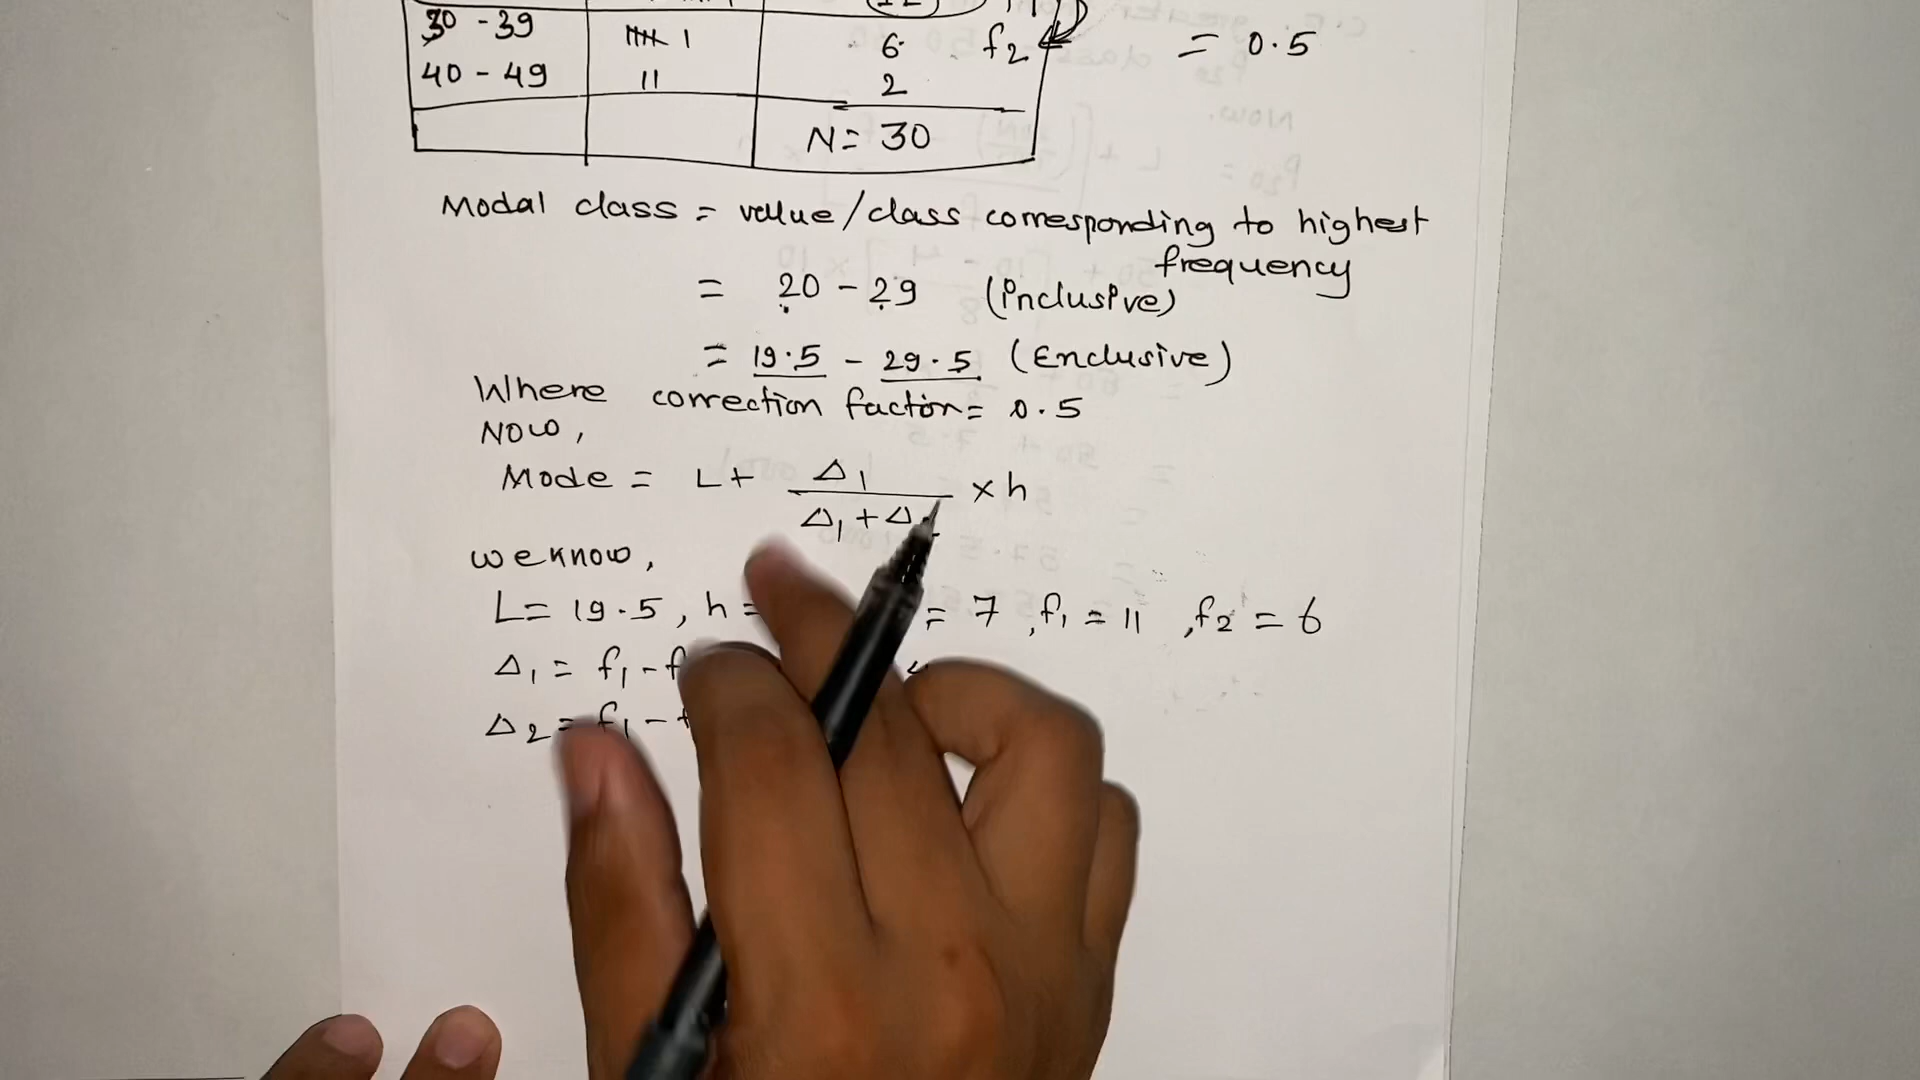 30 - 39 | 6 f2 = 0.5
40 - 49 | 2
N = 30
Modal class = value/class corresponding to highest
frequency
= 20 - 29 (inclusive)
= 19.5 - 29.5 (Enclusive)
Where correction factor = 0.5
Now,
Mode = L + Δ1 / Δ1 + Δ × h
we know,
L = 19.5, h = = 7, f1 = 11, f2 = 6
Δ1 = f1 - f
Δ2 = f1 -